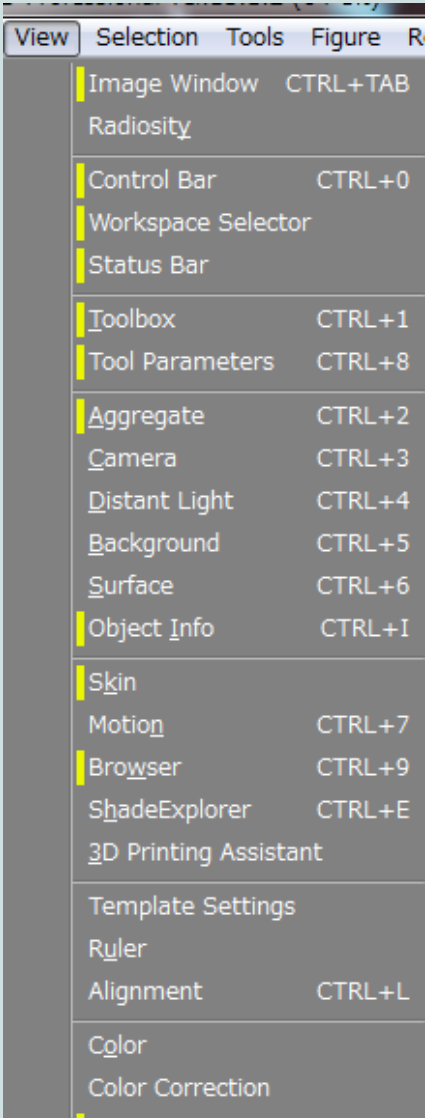 View Selection Tools Figure
Image Window CTRL+TAB
Radiosity
Control Bar CTRL+0
Workspace Selector
Status Bar
Toolbox CTRL+1
Tool Parameters CTRL+8
Aggregate CTRL+2
Camera CTRL+3
Distant Light CTRL+4
Background CTRL+5
Surface CTRL+6
Object Info CTRL+I
Skin
Motion CTRL+7
Browser CTRL+9
ShadeExplorer CTRL+E
3D Printing Assistant
Template Settings
Ruler
Alignment CTRL+L
Color
Color Correction